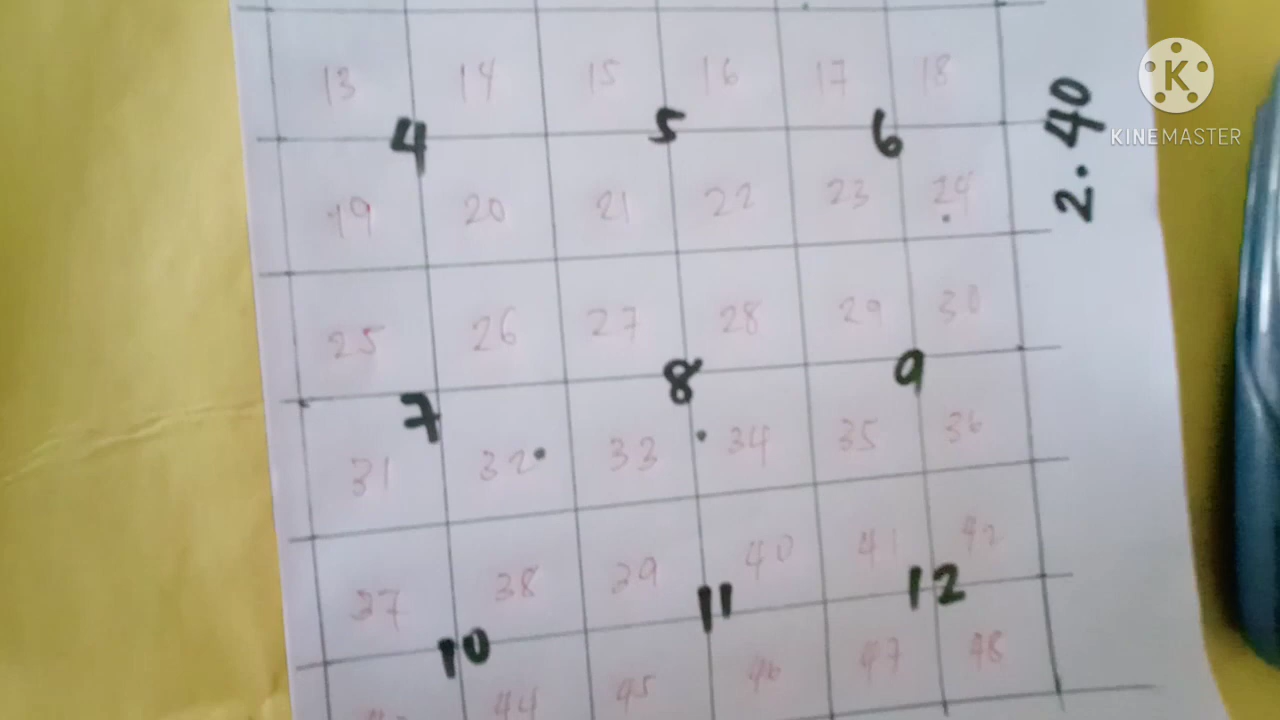 13 14 15 16 17 18
4 5 6
19 20 21 22 23 24
25 26 27 28 29 30
7 8 9
31 32 33 34 35 36
37 38 39 40 41 42
10 11 12
44 45 46 47 48
2.40
K
KINEMASTER